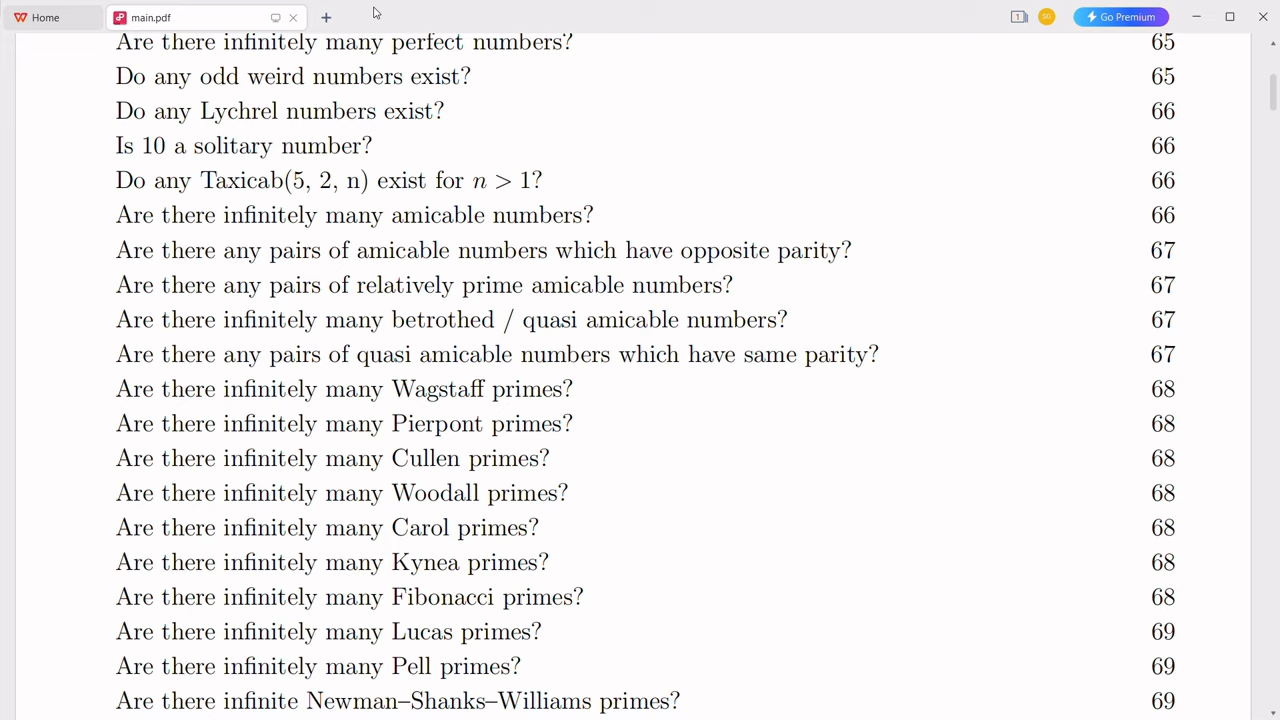 Home
main.pdf
1
SG
Go Premium
Are there infinitely many perfect numbers? 65
Do any odd weird numbers exist? 65
Do any Lychrel numbers exist? 66
Is 10 a solitary number? 66
Do any Taxicab(5, 2, n) exist for n > 1? 66
Are there infinitely many amicable numbers? 66
Are there any pairs of amicable numbers which have opposite parity? 67
Are there any pairs of relatively prime amicable numbers? 67
Are there infinitely many betrothed / quasi amicable numbers? 67
Are there any pairs of quasi amicable numbers which have same parity? 67
Are there infinitely many Wagstaff primes? 68
Are there infinitely many Pierpont primes? 68
Are there infinitely many Cullen primes? 68
Are there infinitely many Woodall primes? 68
Are there infinitely many Carol primes? 68
Are there infinitely many Kynea primes? 68
Are there infinitely many Fibonacci primes? 68
Are there infinitely many Lucas primes? 69
Are there infinitely many Pell primes? 69
Are there infinite Newman–Shanks–Williams primes? 69